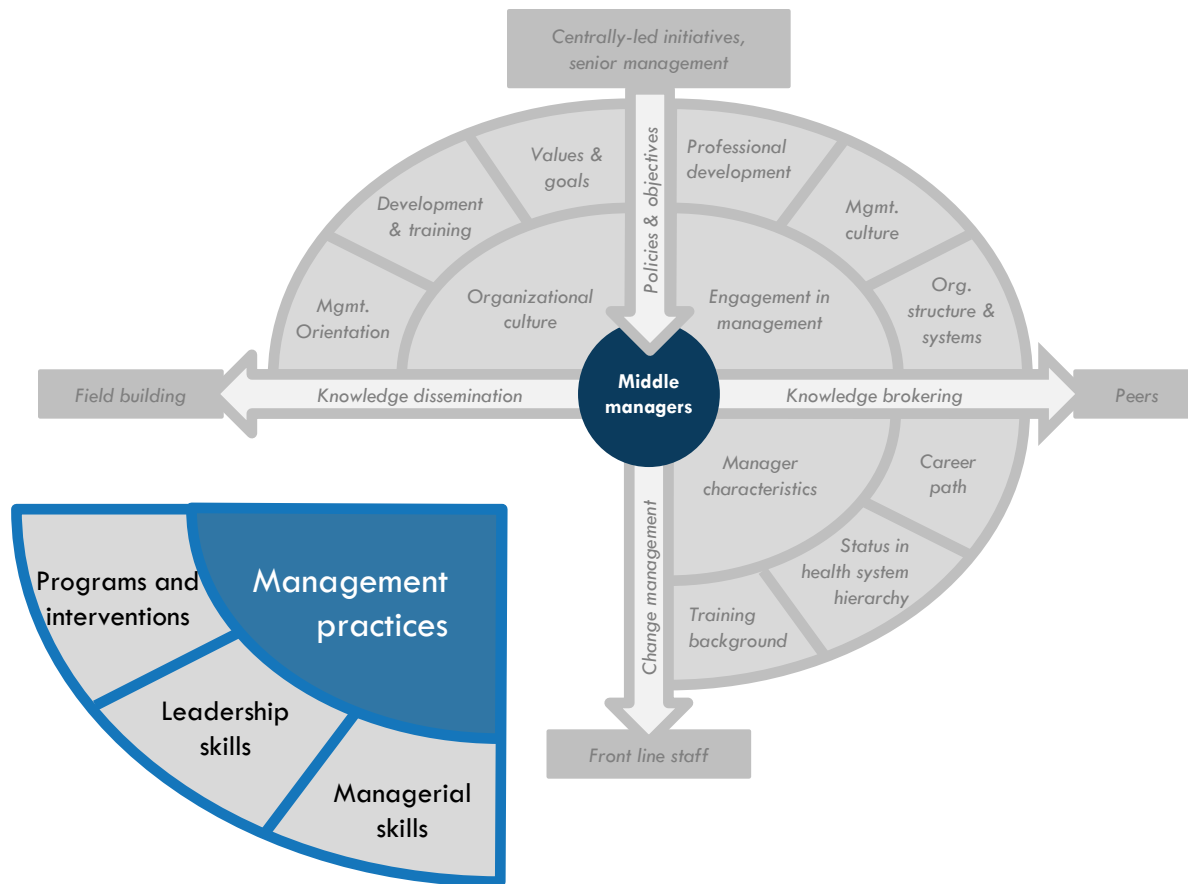 Centrally-led initiatives,
senior management
Policies & objectives
Values &
goals
Professional
development
Development
& training
Mgmt.
culture
Mgmt.
Orientation
Organizational
culture
Engagement in
management
Org.
structure &
systems
Field building
Knowledge dissemination
Middle
managers
Knowledge brokering
Peers
Manager
characteristics
Career
path
Status in
health system
hierarchy
Training
background
Change management
Front line staff
Management
practices
Programs and
interventions
Leadership
skills
Managerial
skills